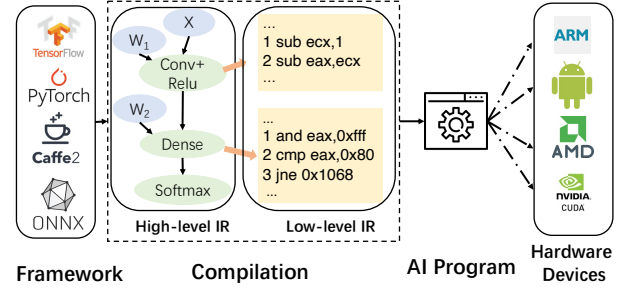 TensorFlow
PyTorch
Caffe2
ONNX
Framework
X
W1
Conv+
Relu
W2
Dense
Softmax
High-level IR
...
1 sub ecx,1
2 sub eax,ecx
...
...
1 and eax,0xfff
2 cmp eax,0x80
3 jne 0x1068
...
Low-level IR
Compilation
AI Program
ARM
AMD
NVIDIA.
CUDA
Hardware
Devices